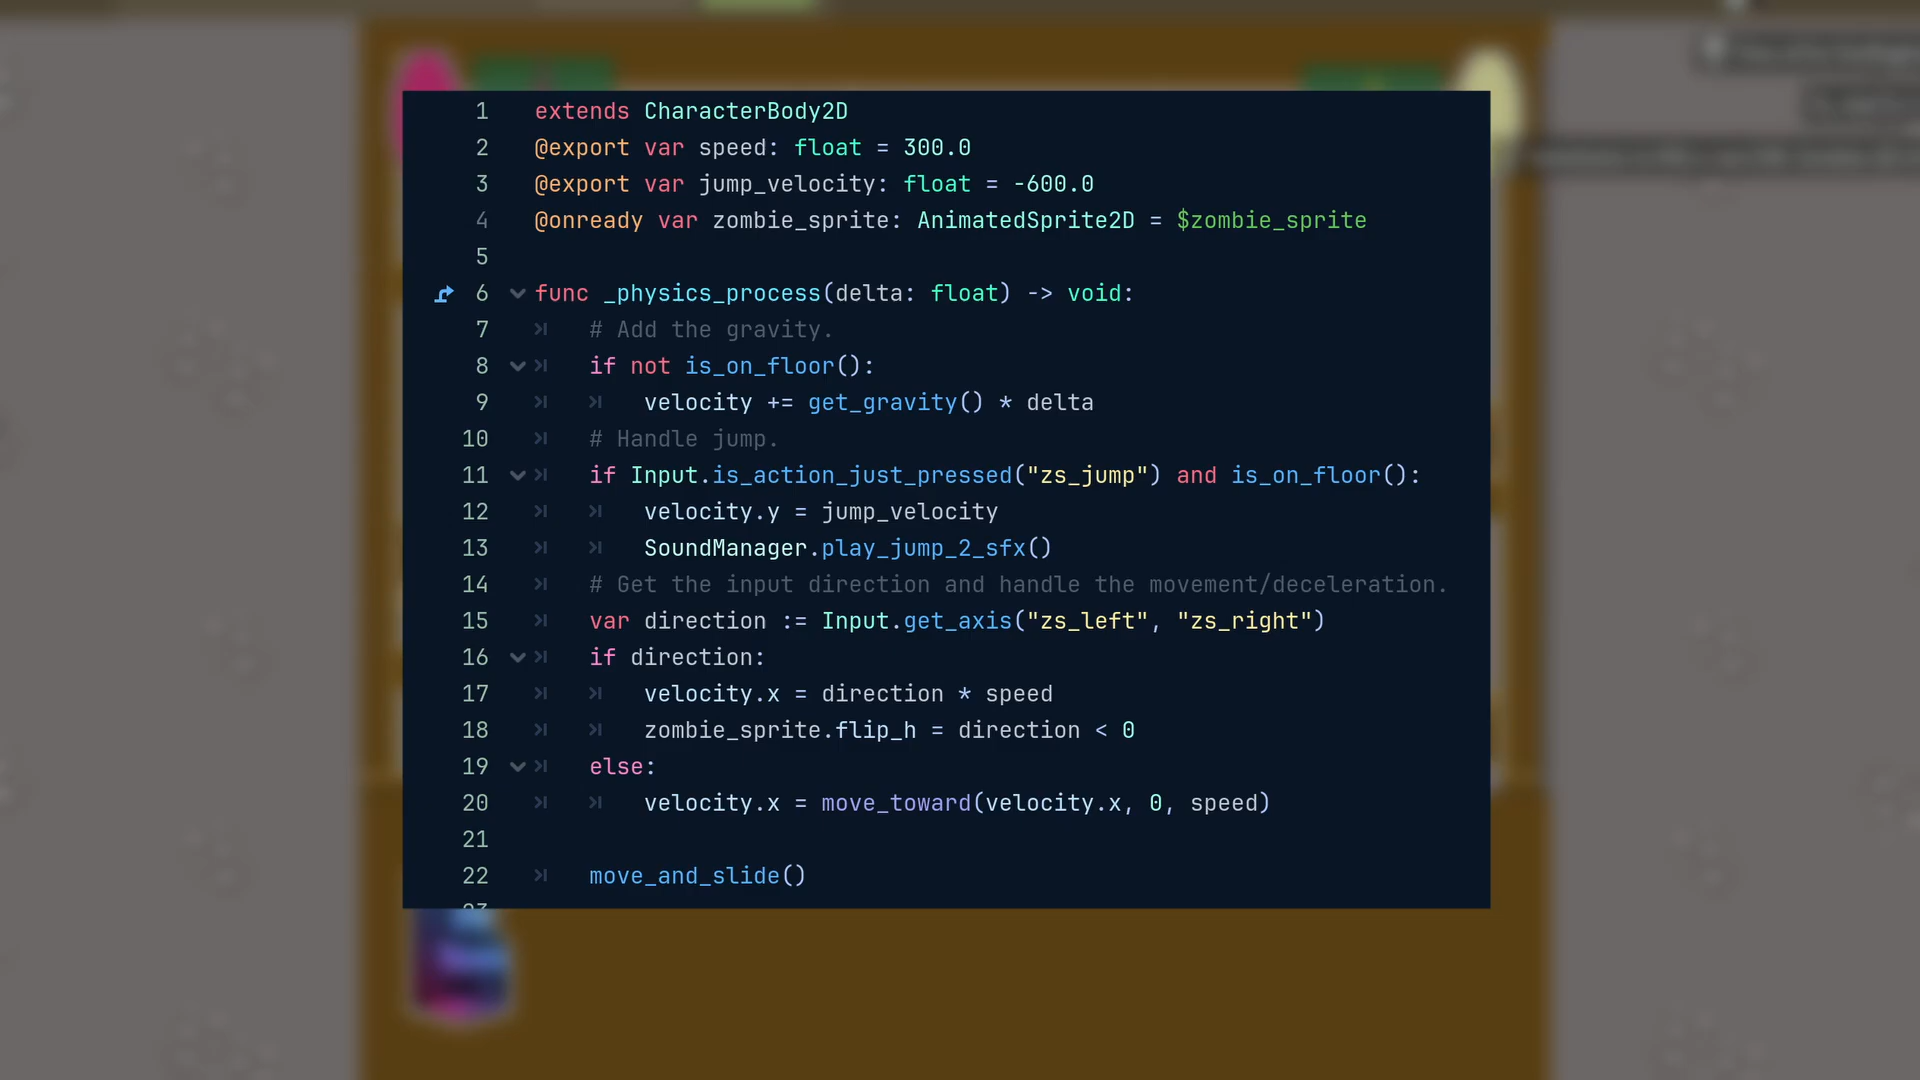 1 extends CharacterBody2D
2 @export var speed: float = 300.0
3 @export var jump_velocity: float = -600.0
4 @onready var zombie_sprite: AnimatedSprite2D = $zombie_sprite
5
6 func _physics_process(delta: float) -> void:
7 # Add the gravity.
8 if not is_on_floor():
9 velocity += get_gravity() * delta
10 # Handle jump.
11 if Input.is_action_just_pressed("zs_jump") and is_on_floor():
12 velocity.y = jump_velocity
13 SoundManager.play_jump_2_sfx()
14 # Get the input direction and handle the movement/deceleration.
15 var direction := Input.get_axis("zs_left", "zs_right")
16 if direction:
17 velocity.x = direction * speed
18 zombie_sprite.flip_h = direction < 0
19 else:
20 velocity.x = move_toward(velocity.x, 0, speed)
21
22 move_and_slide()